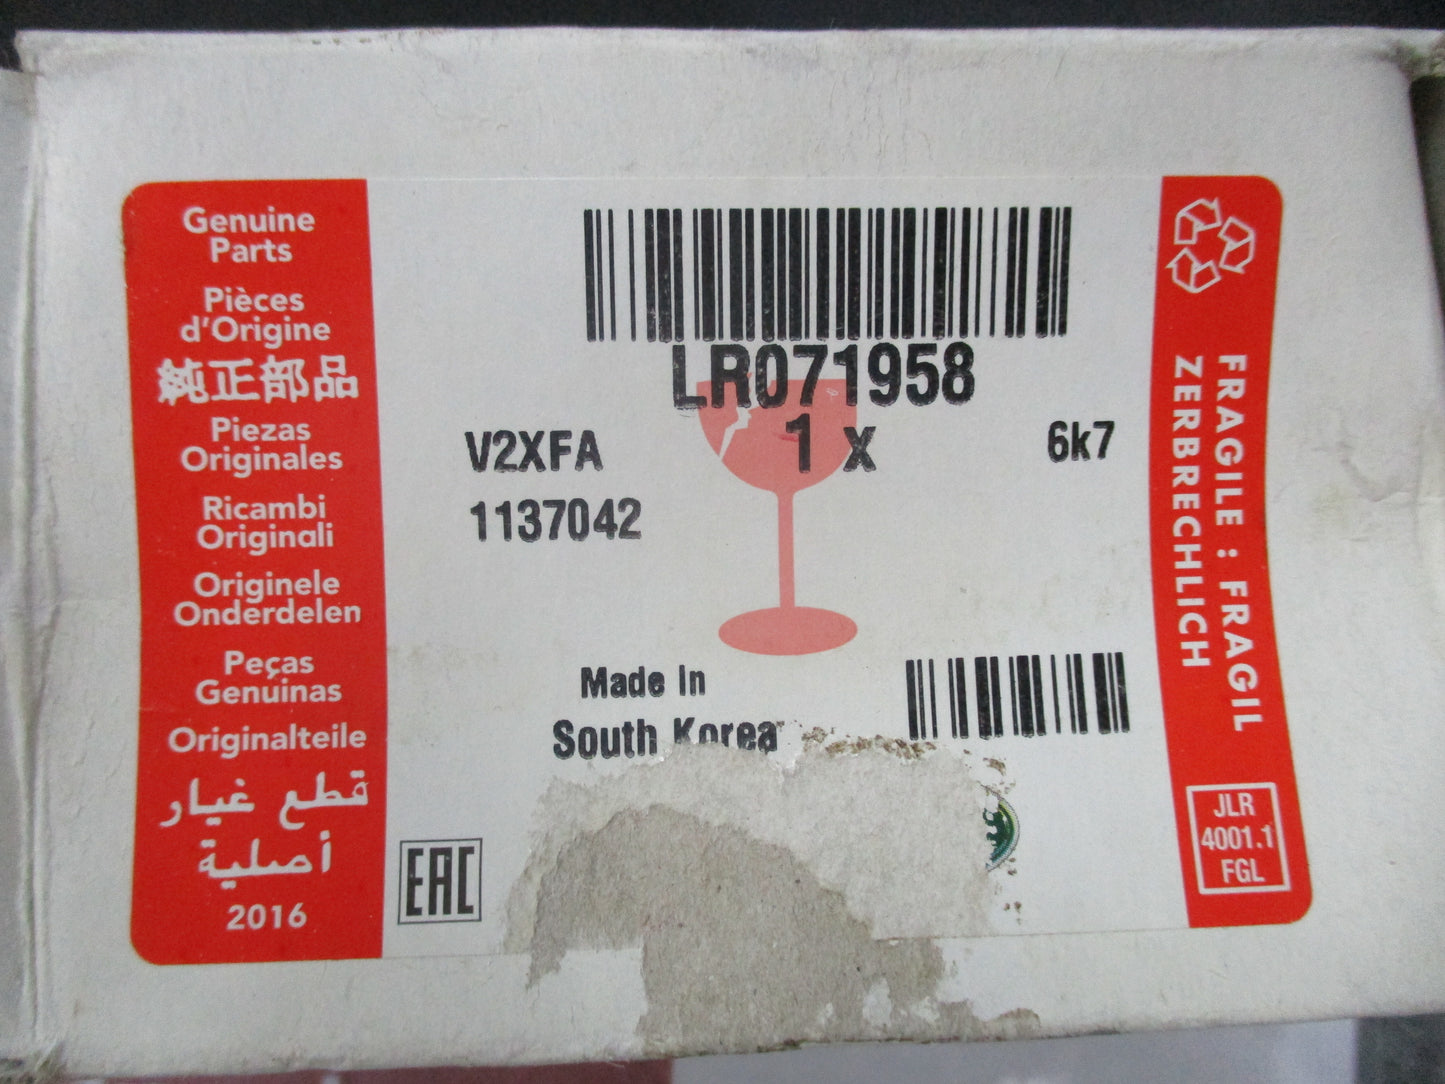 Genuine
Parts
Pièces
d'Origine
純正部品
Piezas
Originales
Ricambi
Originali
Originele
Onderdelen
Peças
Genuinas
Originalteile
قطع غيار
أصلية
2016
LR071958
1 x
V2XFA
6k7
1137042
Made In
South Korea
EAC
FRAGILE : FRAGIL
ZERBRECHLICH
JLR
4001.1
FGL